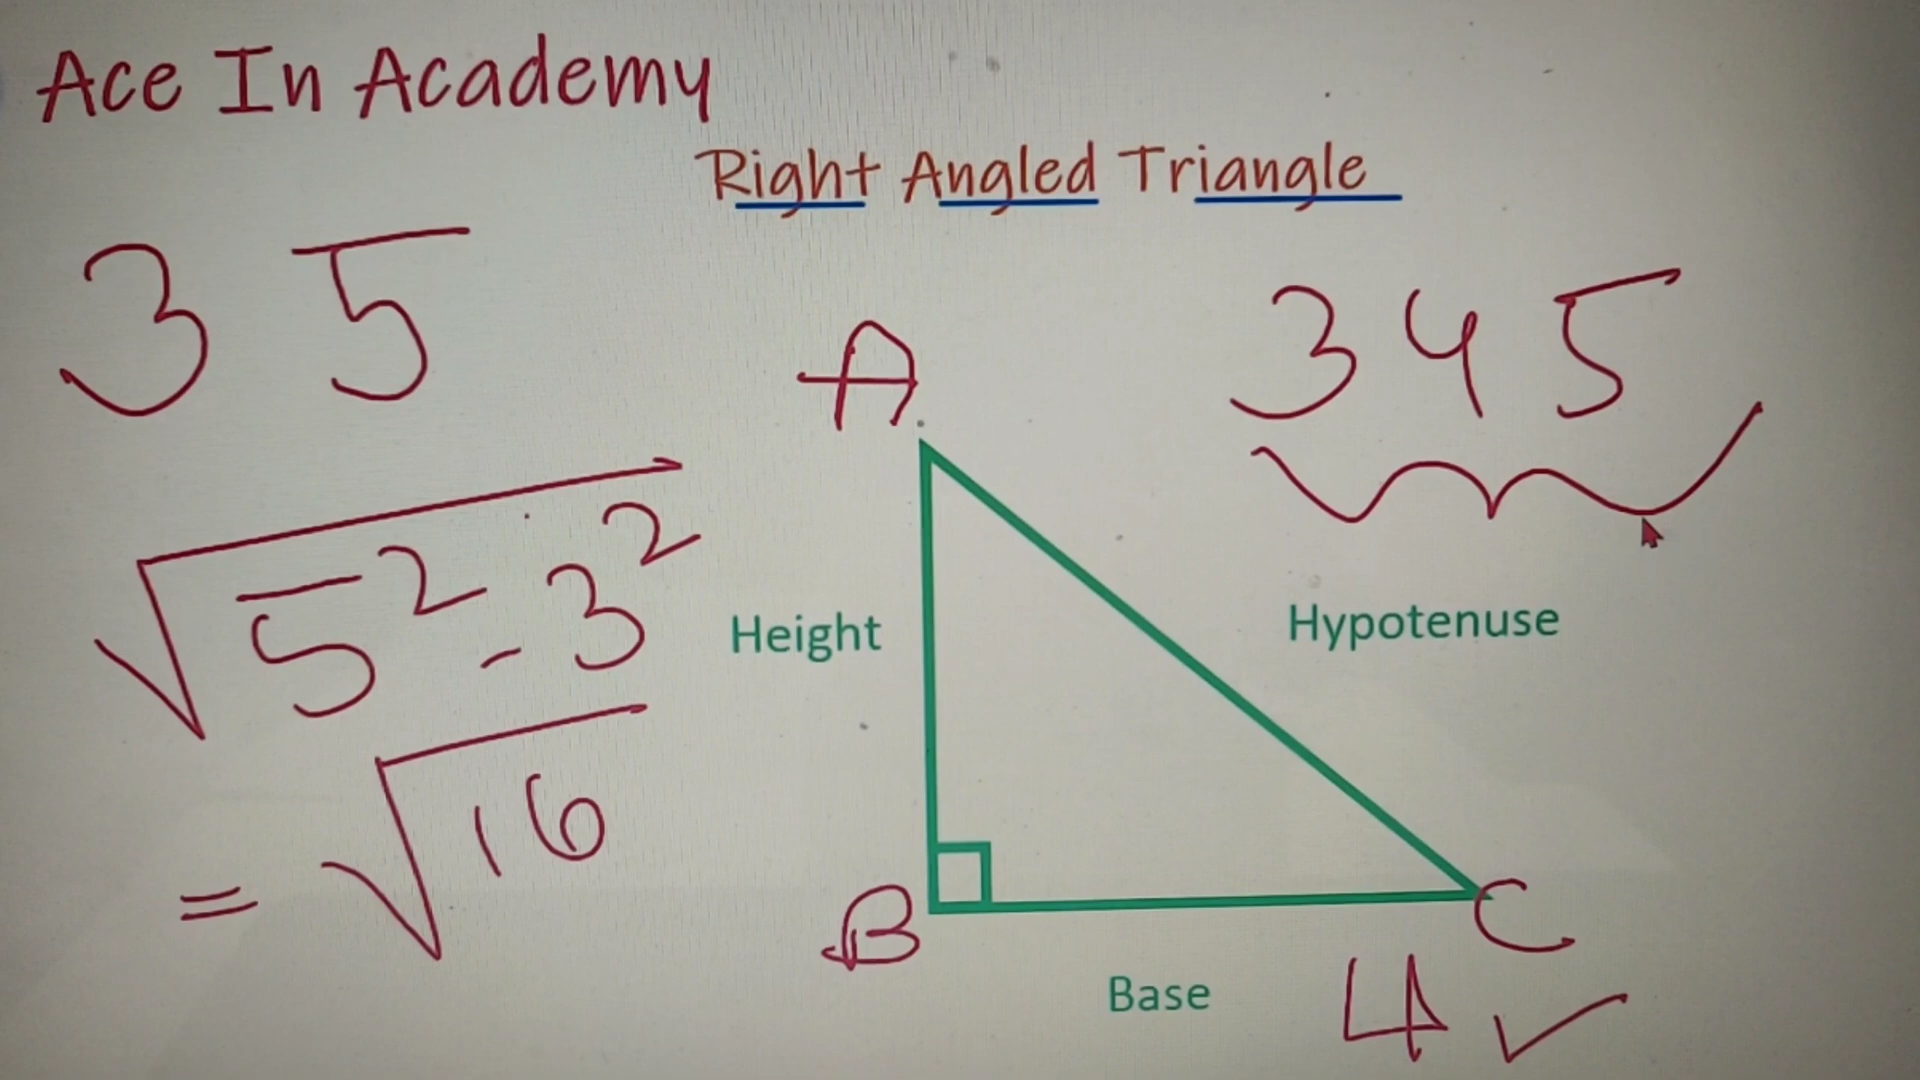 Ace In Academy
Right Angled Triangle
3 5
3 4 5
A
√5² - 3²
Height
Hypotenuse
= √16
B
C
Base
4 ✓